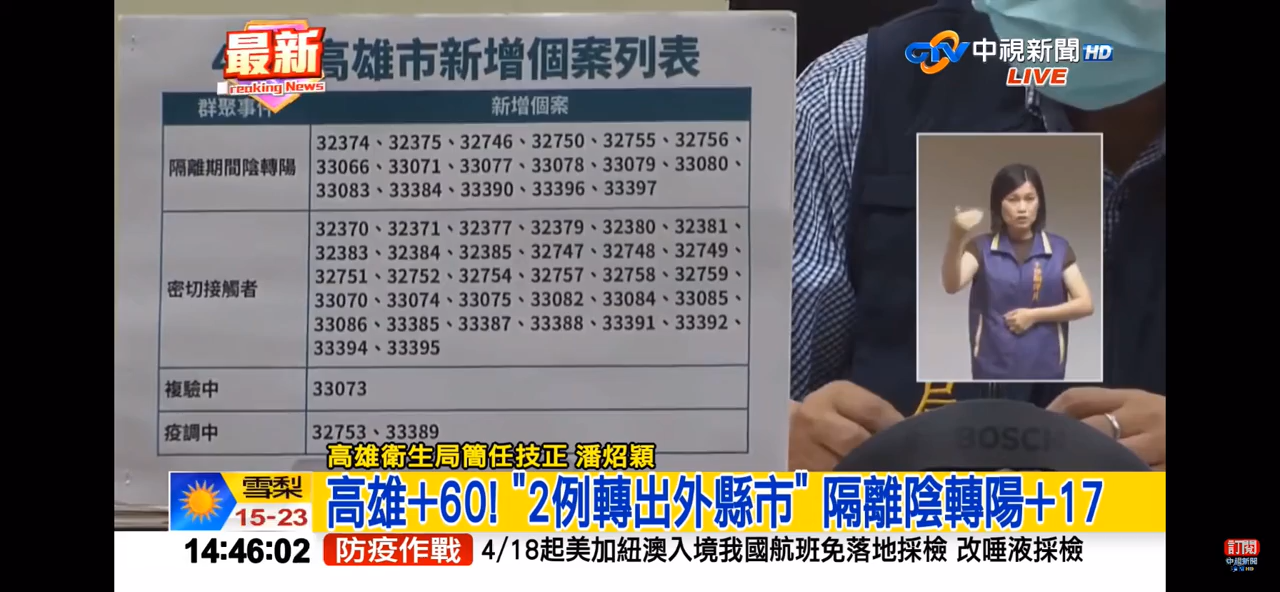 最新
Breaking News
高雄市新增個案列表
群聚事件
新增個案
隔離期間陰轉陽
32374、32375、32746、32750、32755、32756、
33066、33071、33077、33078、33079、33080、
33083、33384、33390、33396、33397
密切接觸者
32370、32371、32377、32379、32380、32381、
32383、32384、32385、32747、32748、32749、
32751、32752、32754、32757、32758、32759、
33070、33074、33075、33082、33084、33085、
33086、33385、33387、33388、33391、33392、
33394、33395
複驗中
33073
疫調中
32753、33389
CTV 中視新聞 HD
LIVE
局
BOSCH
高雄衛生局簡任技正 潘炤穎
雪梨
15-23
高雄+60! "2例轉出外縣市" 隔離陰轉陽+17
14:46:02
防疫作戰
4/18起美加紐澳入境我國航班免落地採檢 改唾液採檢
訂閱
中視新聞